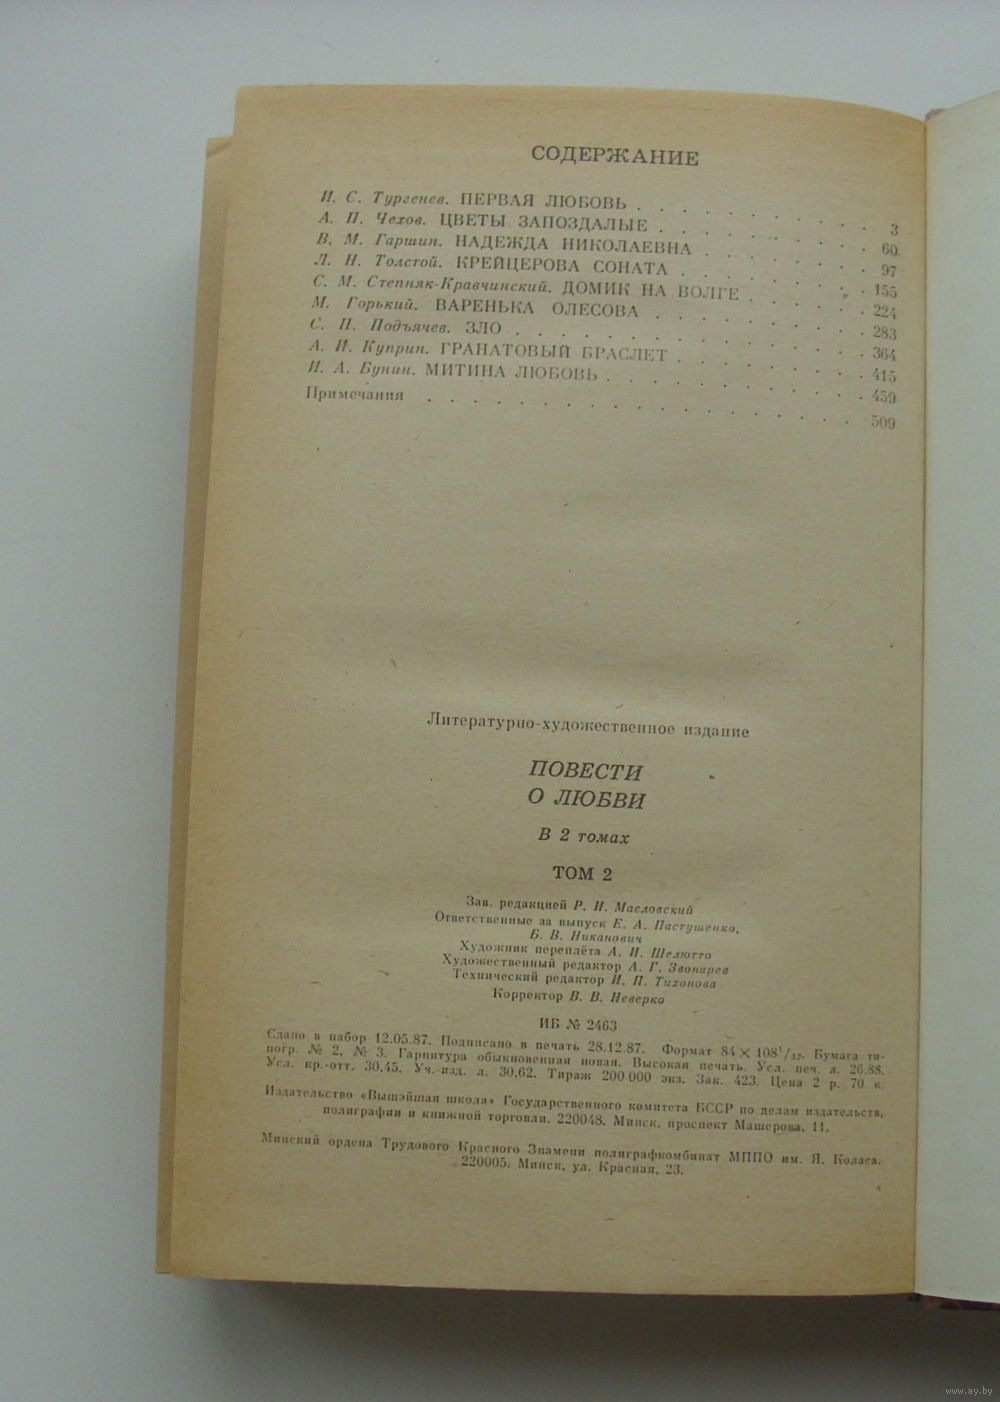 СОДЕРЖАНИЕ
И. С. Тургенев. ПЕРВАЯ ЛЮБОВЬ . . . . . . . . . . 3
А. П. Чехов. ЦВЕТЫ ЗАПОЗДАЛЫЕ . . . . . . . . . . 60
В. М. Гаршин. НАДЕЖДА НИКОЛАЕВНА . . . . . . . . 97
Л. Н. Толстой. КРЕЙЦЕРОВА СОНАТА . . . . . . . . 155
С. М. Степняк-Кравчинский. ДОМИК НА ВОЛГЕ . . . . . 224
М. Горький. ВАРЕНЬКА ОЛЕСОВА . . . . . . . . . 283
С. П. Подъячев. ЗЛО . . . . . . . . . . . . . 364
А. И. Куприн. ГРАНАТОВЫЙ БРАСЛЕТ . . . . . . . . 415
И. А. Бунин. МИТИНА ЛЮБОВЬ . . . . . . . . . . 459
Примечания . . . . . . . . . . . . . . . . 509
Литературно-художественное издание
ПОВЕСТИ
О ЛЮБВИ
В 2 томах
ТОМ 2
Зав. редакцией Р. И. Масловский
Ответственные за выпуск Е. А. Пастушенко,
Б. В. Никанович
Художник переплёта А. И. Шелютто
Художественный редактор А. Г. Звонарев
Технический редактор И. П. Тихонова
Корректор В. В. Неверко
ИБ № 2463
Сдано в набор 12.05.87. Подписано в печать 28.12.87. Формат 84×108¹/₃₂. Бумага ти-
погр. № 2, № 3. Гарнитура обыкновенная новая. Высокая печать. Усл. печ. л. 26,88.
Усл. кр.-отт. 30,45. Уч.-изд. л. 30,62. Тираж 200 000 экз. Зак. 423. Цена 2 р. 70 к.
Издательство «Вышэйшая школа» Государственного комитета БССР по делам издательств,
полиграфии и книжной торговли. 220048. Минск, проспект Машерова, 11.
Минский ордена Трудового Красного Знамени полиграфкомбинат МППО им. Я. Коласа.
220005. Минск, ул. Красная, 23.
www.ay.by